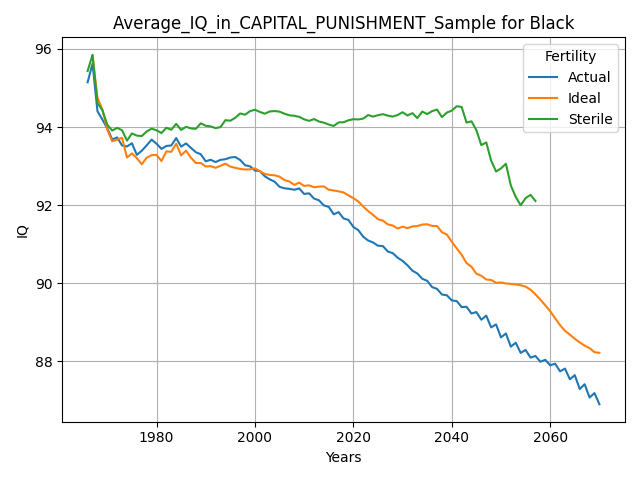 Average_IQ_in_CAPITAL_PUNISHMENT_Sample for Black
Fertility
Actual
Ideal
Sterile
IQ
96
94
92
90
88
1980
2000
2020
2040
2060
Years